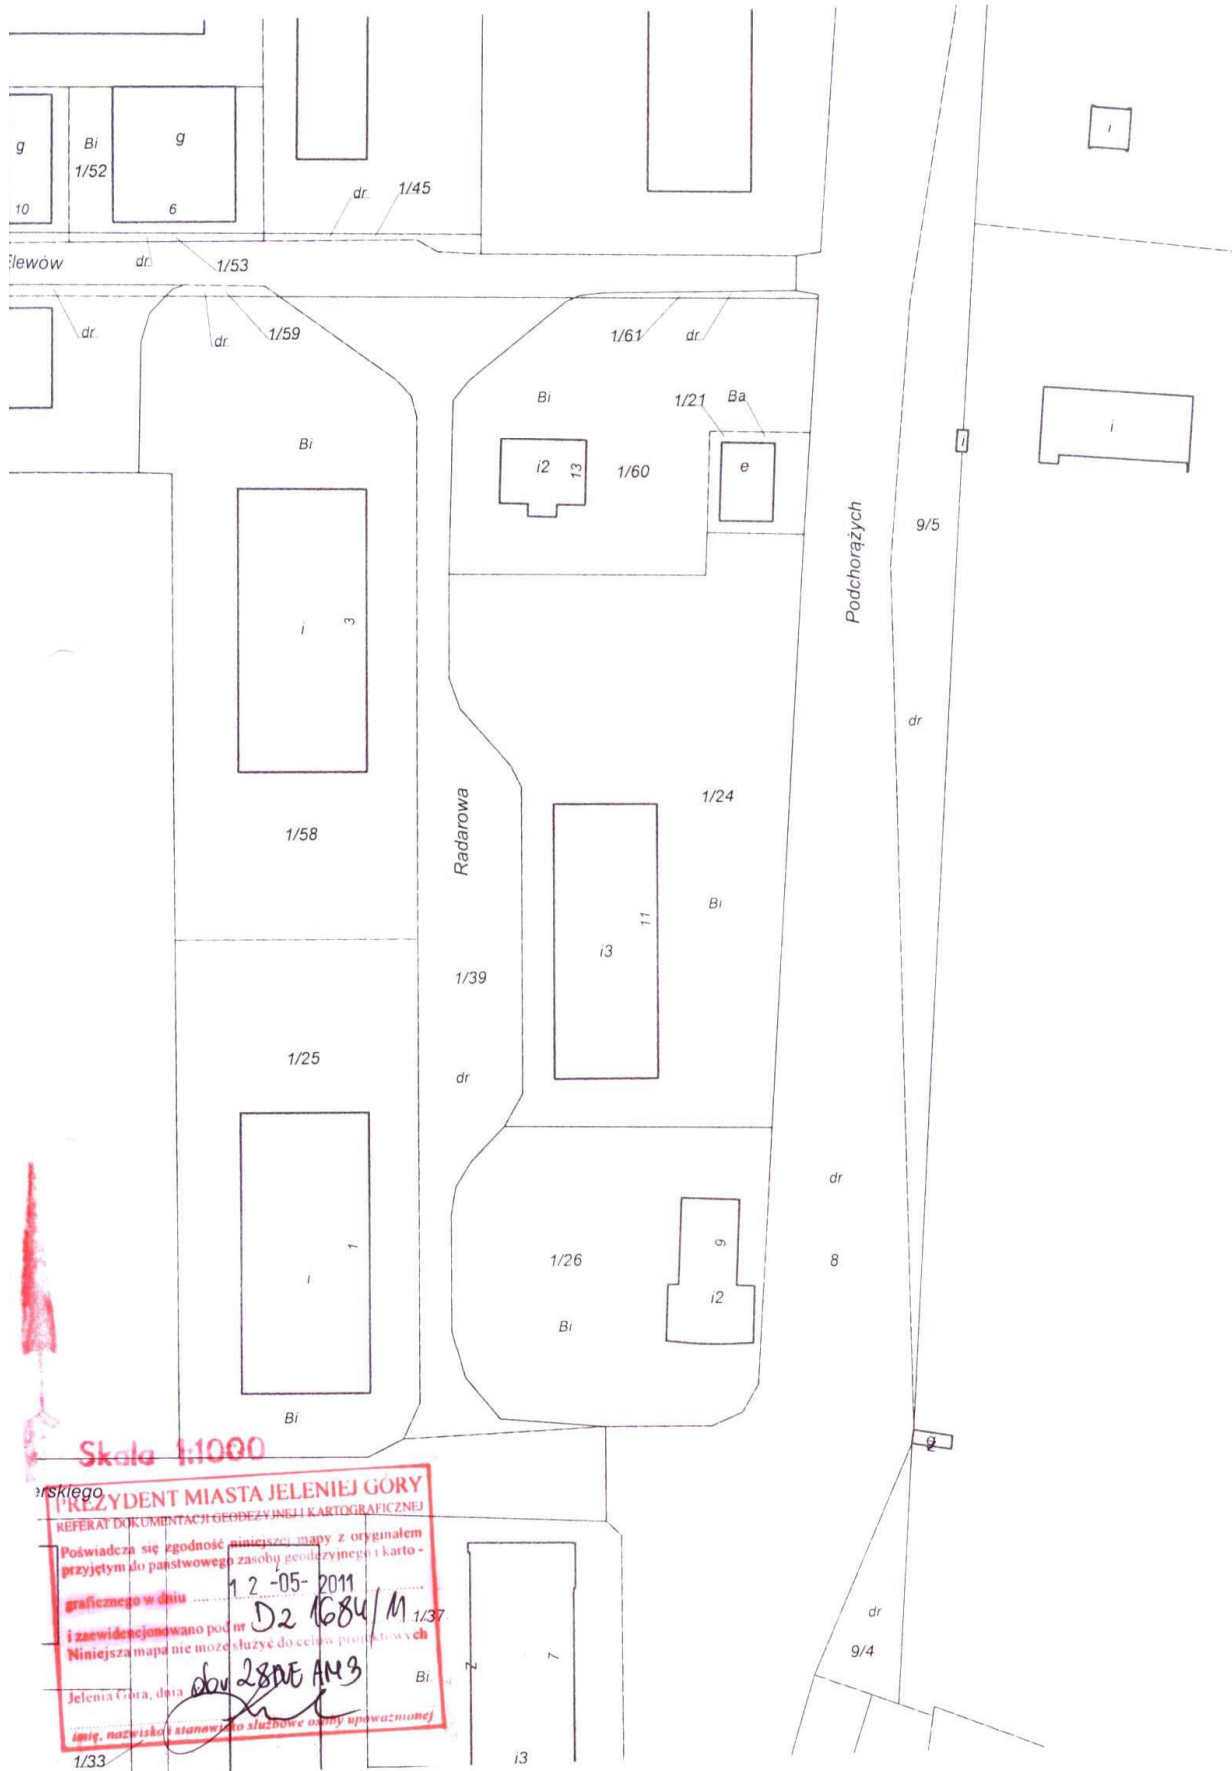 i
g
Bi
g
1/52
10
6
dr.
1/45
dr.
1/53
dr.
dr.
1/59
1/61
dr.
Bi
1/21
Ba
Bi
i2
13
1/60
e
i
i
Podchorążych
9/5
i
3
dr
1/58
Radarowa
1/24
Bi
11
i3
1/39
1/25
dr
dr
1
i
1/26
9
i2
8
Bi
Bi
Skala 1:1000
PREZYDENT MIASTA JELENIEJ GÓRY
REFERAT DOKUMENTACJI GEODEZYJNEJ I KARTOGRAFICZNEJ
Poświadcza się zgodność niniejszej mapy z oryginałem
przyjętym do państwowego zasobu geodezyjnego i karto -
graficznego w dniu 12 -05- 2011
i zaewidencjonowano pod nr D2 1684/11
1/37
Niniejsza mapa nie może służyć do celów projektowych
Jelenia Góra, dnia obr 28 AM3
Bi
imię, nazwisko i stanowisko służbowe osoby upoważnionej
7
dr
9/4
1/33
i3